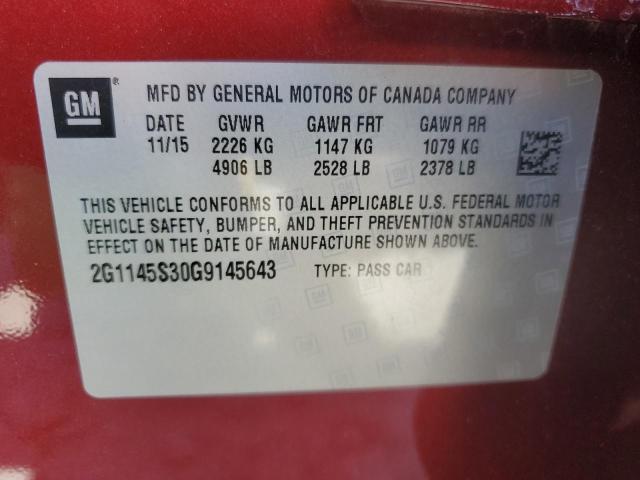 GM®
MFD BY GENERAL MOTORS OF CANADA COMPANY
DATE GVWR GAWR FRT GAWR RR
11/15 2226 KG 1147 KG 1079 KG
4906 LB 2528 LB 2378 LB
THIS VEHICLE CONFORMS TO ALL APPLICABLE U.S. FEDERAL MOTOR
VEHICLE SAFETY, BUMPER, AND THEFT PREVENTION STANDARDS IN
EFFECT ON THE DATE OF MANUFACTURE SHOWN ABOVE.
2G1145S30G9145643 TYPE: PASS CAR